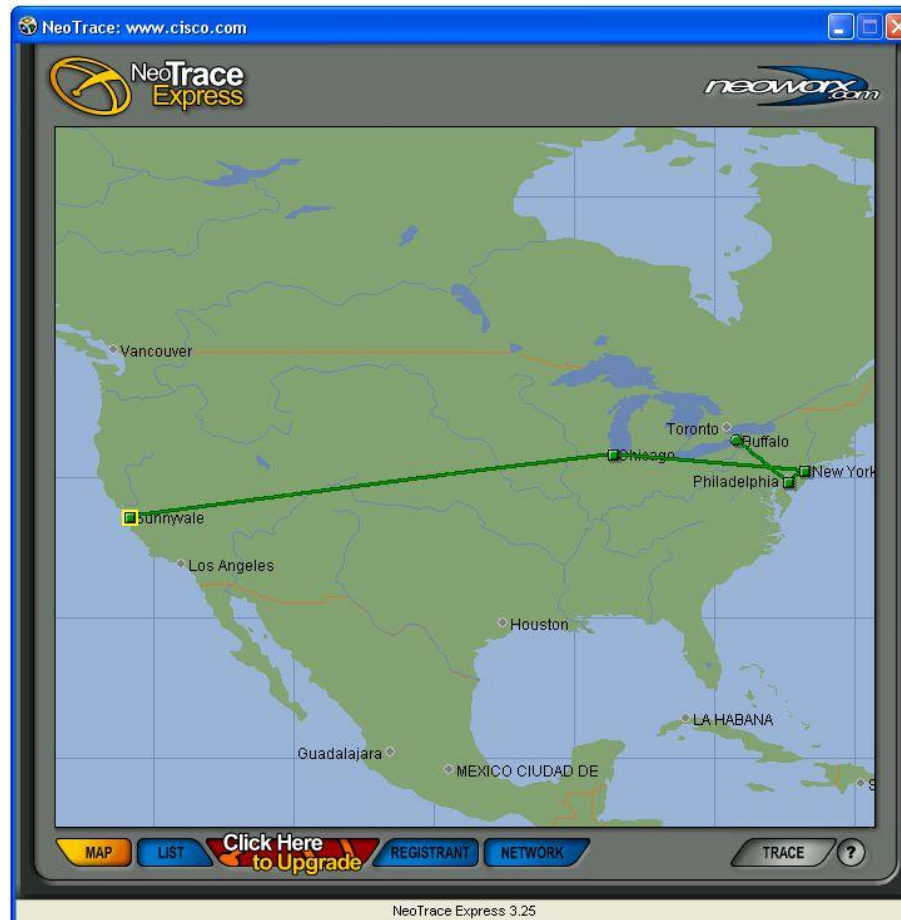 NeoTrace: www.cisco.com
NeoTrace
Express
neoworx.com
Vancouver
Toronto
Buffalo
Chicago
New York
Philadelphia
Sunnyvale
Los Angeles
Houston
LA HABANA
Guadalajara
MEXICO CIUDAD DE
S
MAP
LIST
Click Here
to Upgrade
REGISTRANT
NETWORK
TRACE
?
NeoTrace Express 3.25